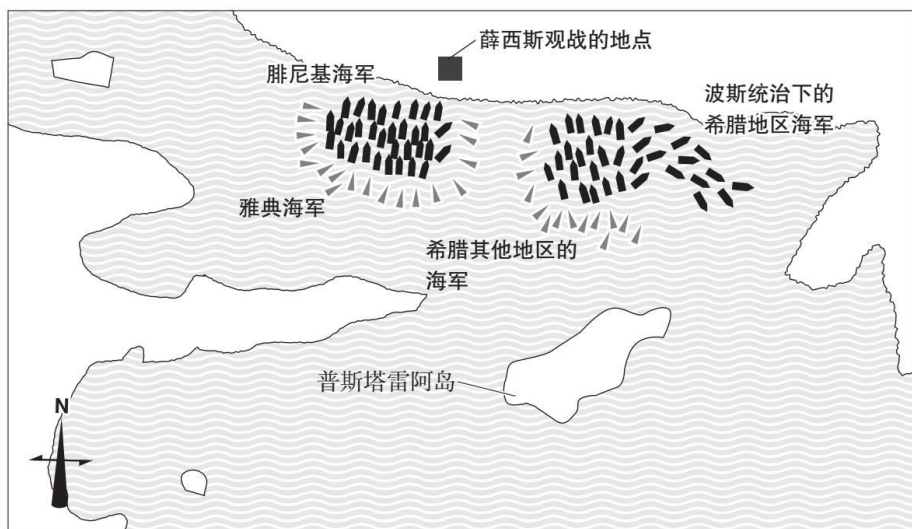 薛西斯观战的地点
腓尼基海军
波斯统治下的
希腊地区海军
雅典海军
希腊其他地区的
海军
普斯塔雷阿岛
N